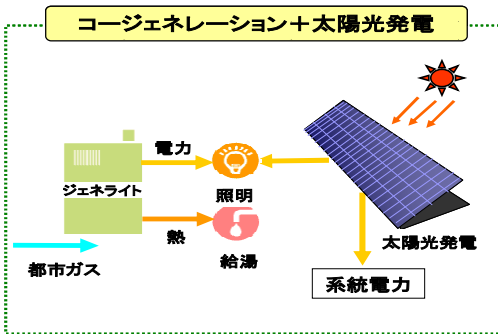 コージェネレーション＋太陽光発電
電力
ジェネライト
照明
熱
給湯
都市ガス
太陽光発電
系統電力